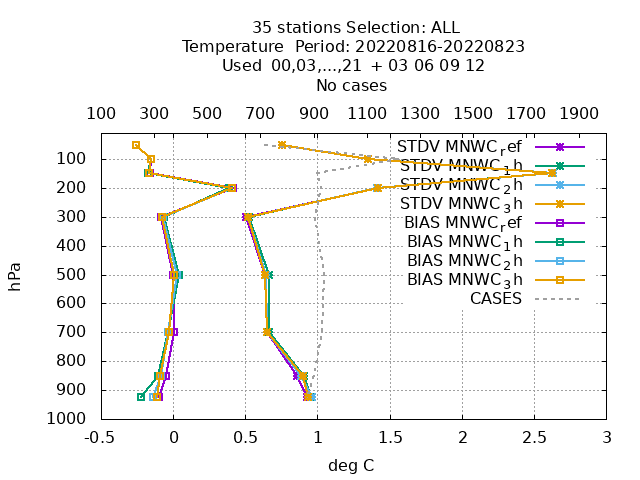 35 stations Selection: ALL
Temperature  Period: 20220816-20220823
Used  00,03,...,21 + 03 06 09 12
No cases
100 300 500 700 900 1100 1300 1500 1700 1900
STDV MNWC_ref
STDV MNWC_1h
STDV MNWC_2h
STDV MNWC_3h
BIAS MNWC_ref
BIAS MNWC_1h
BIAS MNWC_2h
BIAS MNWC_3h
CASES
100
200
300
400
500
600
700
800
900
1000
hPa
-0.5 0 0.5 1 1.5 2 2.5 3
deg C